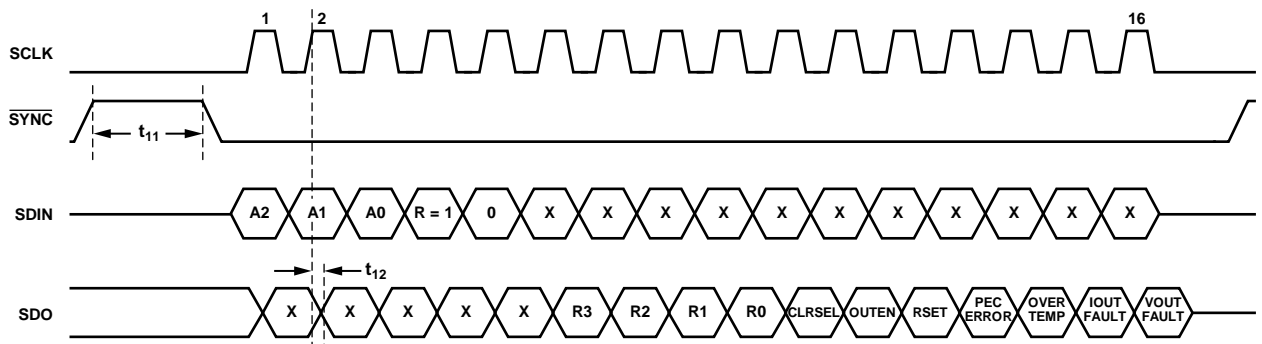 1 2 16
SCLK
SYNC
t11
SDIN A2 A1 A0 R = 1 0 X X X X X X X X X X X
t12
SDO X X X X X R3 R2 R1 R0 CLRSEL OUTEN RSET PEC ERROR OVER TEMP IOUT FAULT VOUT FAULT